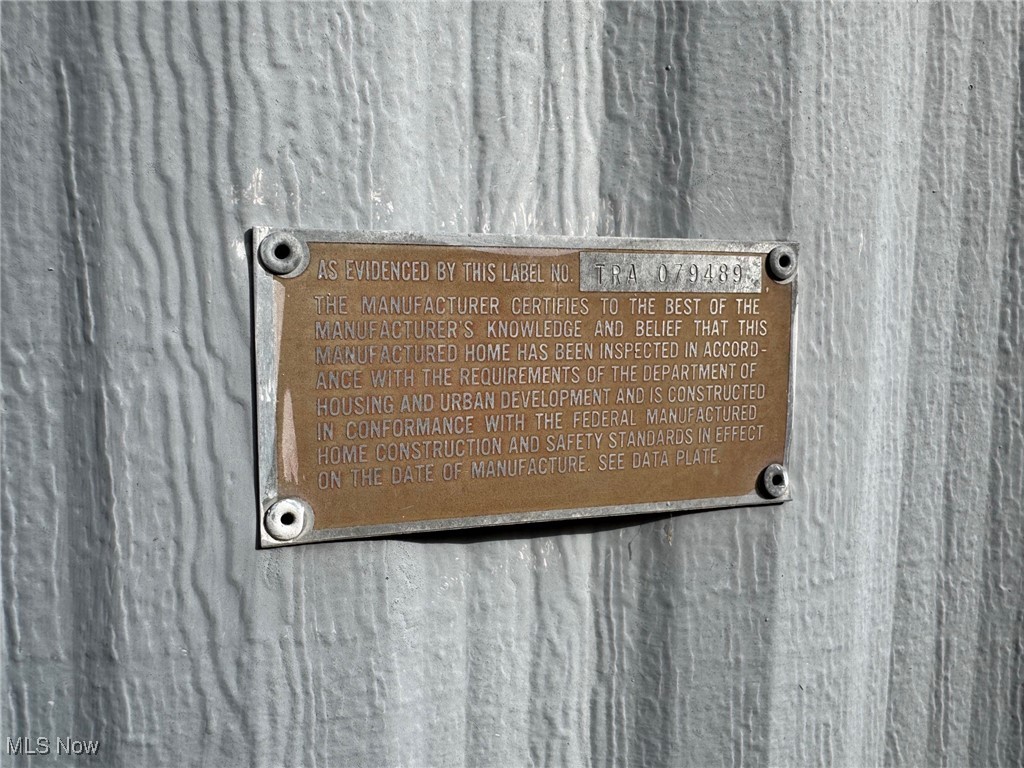 AS EVIDENCED BY THIS LABEL NO. TRA 079489
THE MANUFACTURER CERTIFIES TO THE BEST OF THE
MANUFACTURER'S KNOWLEDGE AND BELIEF THAT THIS
MANUFACTURED HOME HAS BEEN INSPECTED IN ACCORD-
ANCE WITH THE REQUIREMENTS OF THE DEPARTMENT OF
HOUSING AND URBAN DEVELOPMENT AND IS CONSTRUCTED
IN CONFORMANCE WITH THE FEDERAL MANUFACTURED
HOME CONSTRUCTION AND SAFETY STANDARDS IN EFFECT
ON THE DATE OF MANUFACTURE. SEE DATA PLATE.
MLS Now